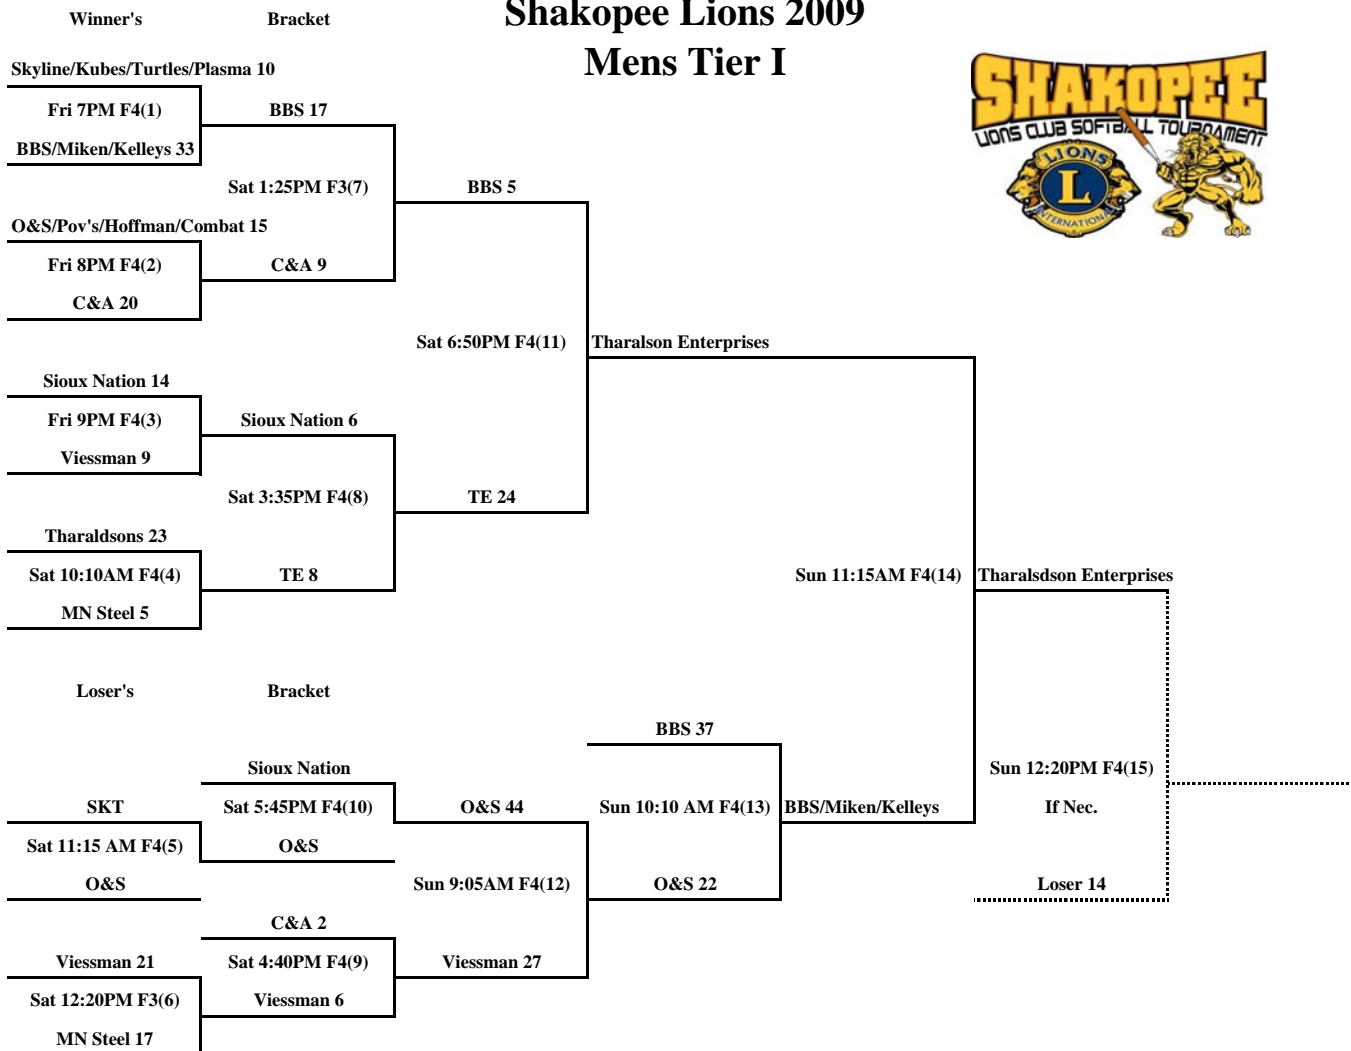 Winner's Bracket
Shakopee Lions 2009
Mens Tier I
SHAKOPEE
LIONS CLUB SOFTBALL TOURNAMENT
LIONS
L
INTERNATIONAL
Skyline/Kubes/Turtles/Plasma 10
Fri 7PM F4(1)
BBS/Miken/Kelleys 33
BBS 17
Sat 1:25PM F3(7)
BBS 5
O&S/Pov's/Hoffman/Combat 15
Fri 8PM F4(2)
C&A 20
C&A 9
Sat 6:50PM F4(11)
Tharalson Enterprises
Sioux Nation 14
Fri 9PM F4(3)
Viessman 9
Sioux Nation 6
Sat 3:35PM F4(8)
TE 24
Tharaldsons 23
Sat 10:10AM F4(4)
MN Steel 5
TE 8
Sun 11:15AM F4(14)
Tharalsdson Enterprises
Loser's Bracket
BBS 37
Sioux Nation
Sun 12:20PM F4(15)
SKT
Sat 5:45PM F4(10)
O&S 44
Sun 10:10 AM F4(13)
BBS/Miken/Kelleys
If Nec.
Sat 11:15 AM F4(5)
O&S
O&S
Sun 9:05AM F4(12)
O&S 22
Loser 14
C&A 2
Viessman 21
Sat 4:40PM F4(9)
Viessman 27
Sat 12:20PM F3(6)
Viessman 6
MN Steel 17